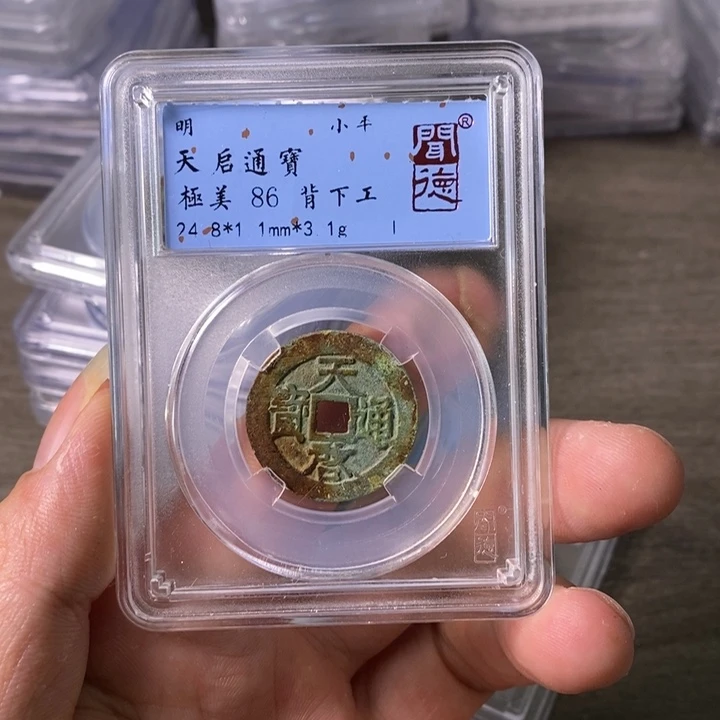 明 小平
天启通寶
極美 86 背下工
24.8*1.1mm*3.1g
聞德®
天启通寶